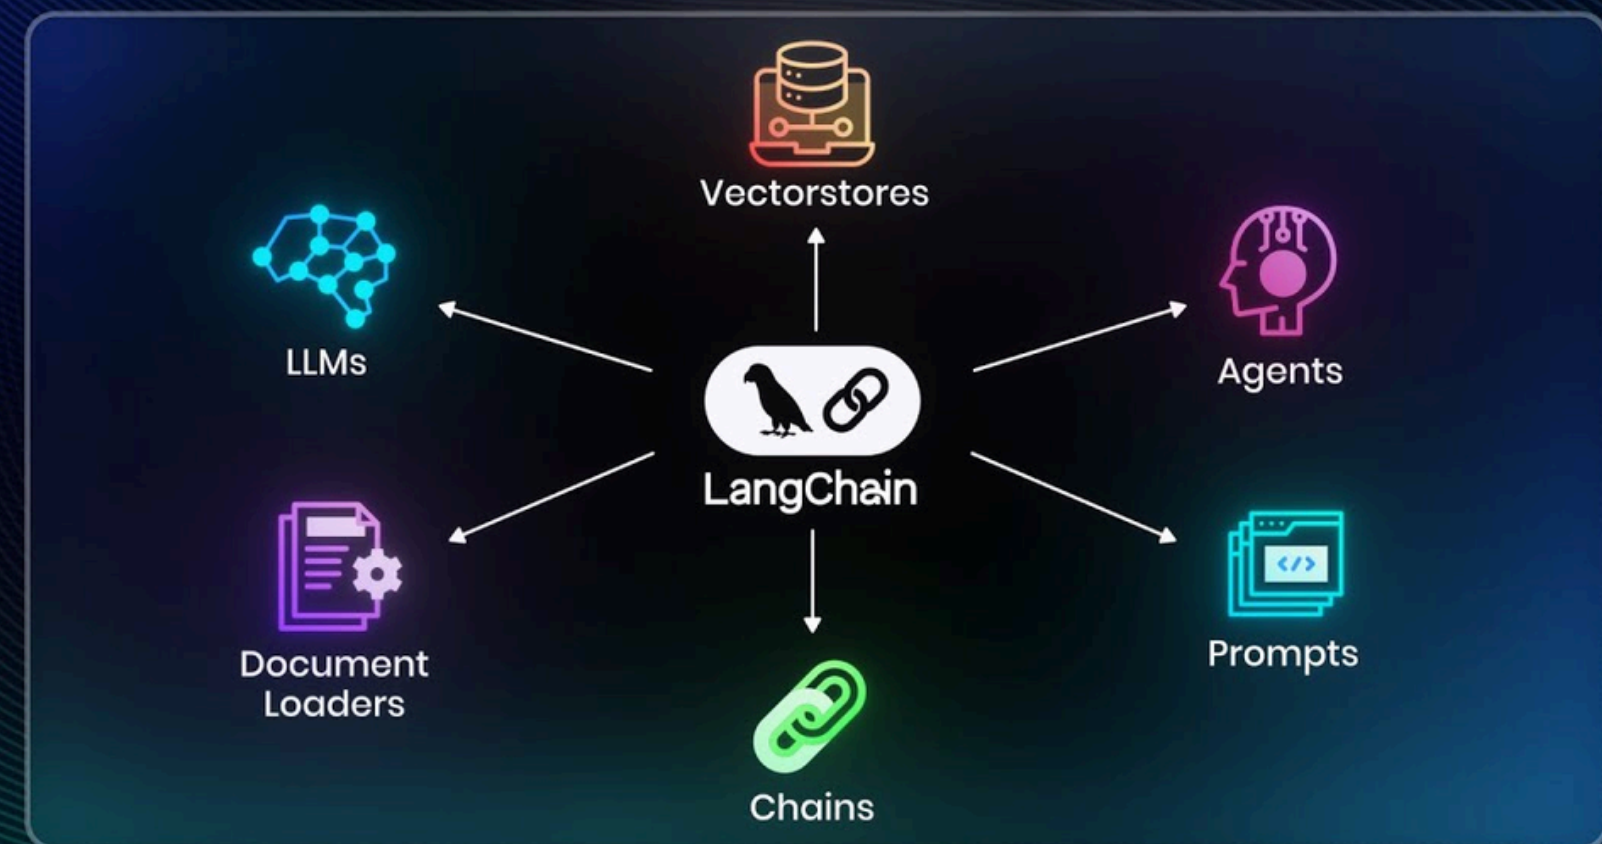 Vectorstores
LLMs
Agents
LangChain
Document
Loaders
</>
Prompts
Chains